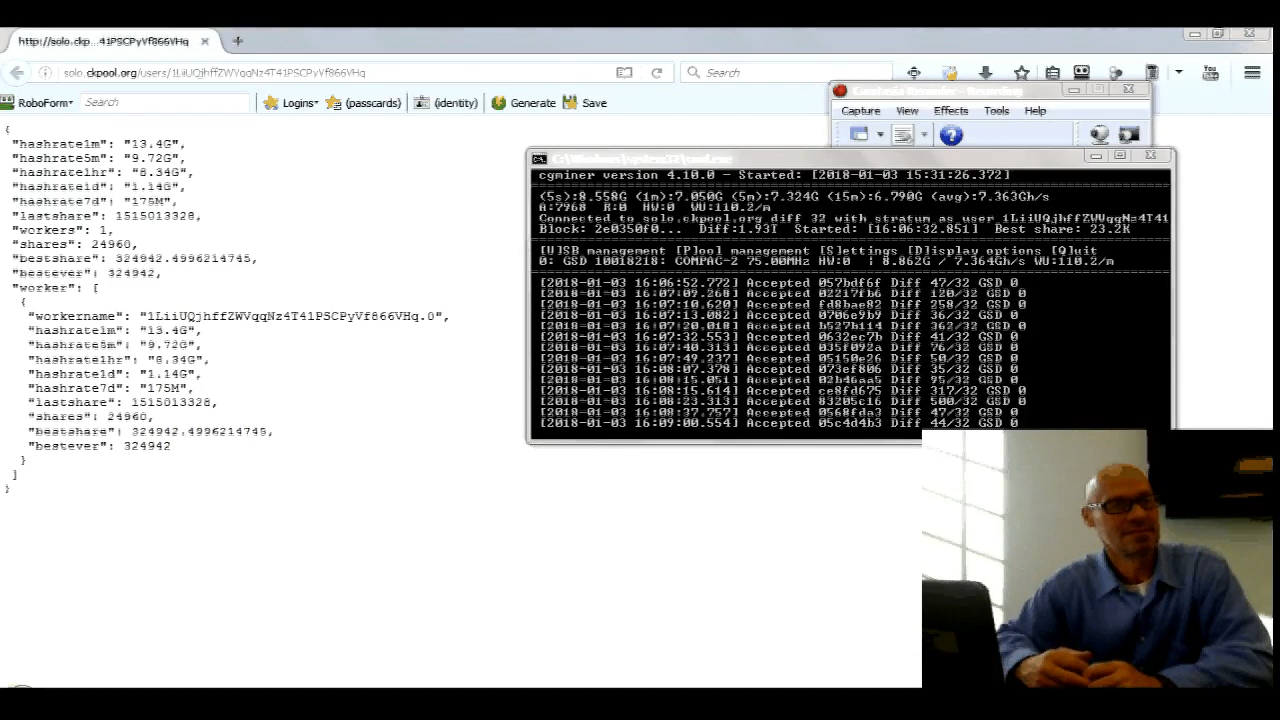 http://solo.ckp...41PSCPyVf866VHq
solo.ckpool.org/users/1LiiUQjhffZWVqqNz4T41PSCPyVf866VHq
Search
You
RoboForm
Search
Logins
(passcards)
(identity)
Generate
Save
Camtasia Recorder - Recording
Capture View Effects Tools Help
{
"hashrate1m": "13.4G",
"hashrate5m": "9.72G",
"hashrate1hr": "8.34G",
"hashrate1d": "1.14G",
"hashrate7d": "175M",
"lastshare": 1515013328,
"workers": 1,
"shares": 24960,
"bestshare": 324942.4996214745,
"bestever": 324942,
"worker": [
{
"workername": "1LiiUQjhffZWVqqNz4T41PSCPyVf866VHq.0",
"hashrate1m": "13.4G",
"hashrate5m": "9.72G",
"hashrate1hr": "8.34G",
"hashrate1d": "1.14G",
"hashrate7d": "175M",
"lastshare": 1515013328,
"shares": 24960,
"bestshare": 324942.4996214745,
"bestever": 324942
}
]
}
C:\Windows\system32\cmd.exe
cgminer version 4.10.0 - Started: [2018-01-03 15:31:26.372]
(5s):8.558G (1m):7.050G (5m):7.324G (15m):6.790G (avg):7.363Gh/s
A:7968 R:0 HW:0 WU:110.2/m
Connected to solo.ckpool.org diff 32 with stratum as user 1LiiUQjhffZWVqqNz4T41
Block: 2e0350f0... Diff:1.93T Started: [16:06:32.851] Best share: 23.2K
[U]SB management [P]ool management [S]ettings [D]isplay options [Q]uit
0: GSD 10018218: COMPAC-2 75.00MHz HW:0 | 8.862G / 7.364Gh/s WU:110.2/m
[2018-01-03 16:06:52.772] Accepted 057bdf6f Diff 47/32 GSD 0
[2018-01-03 16:07:09.268] Accepted 02217fb6 Diff 120/32 GSD 0
[2018-01-03 16:07:10.620] Accepted fd8bae82 Diff 258/32 GSD 0
[2018-01-03 16:07:13.082] Accepted 0706e9b9 Diff 36/32 GSD 0
[2018-01-03 16:07:20.018] Accepted b527b114 Diff 362/32 GSD 0
[2018-01-03 16:07:32.553] Accepted 0632ec7b Diff 41/32 GSD 0
[2018-01-03 16:07:40.313] Accepted 035f092a Diff 76/32 GSD 0
[2018-01-03 16:07:49.237] Accepted 05150e26 Diff 50/32 GSD 0
[2018-01-03 16:08:07.378] Accepted 073ef806 Diff 35/32 GSD 0
[2018-01-03 16:08:15.051] Accepted 02b46aa5 Diff 95/32 GSD 0
[2018-01-03 16:08:15.614] Accepted ce8fd675 Diff 317/32 GSD 0
[2018-01-03 16:08:23.313] Accepted 83205c16 Diff 500/32 GSD 0
[2018-01-03 16:08:37.757] Accepted 0568fda3 Diff 47/32 GSD 0
[2018-01-03 16:09:00.554] Accepted 05c4d4b3 Diff 44/32 GSD 0